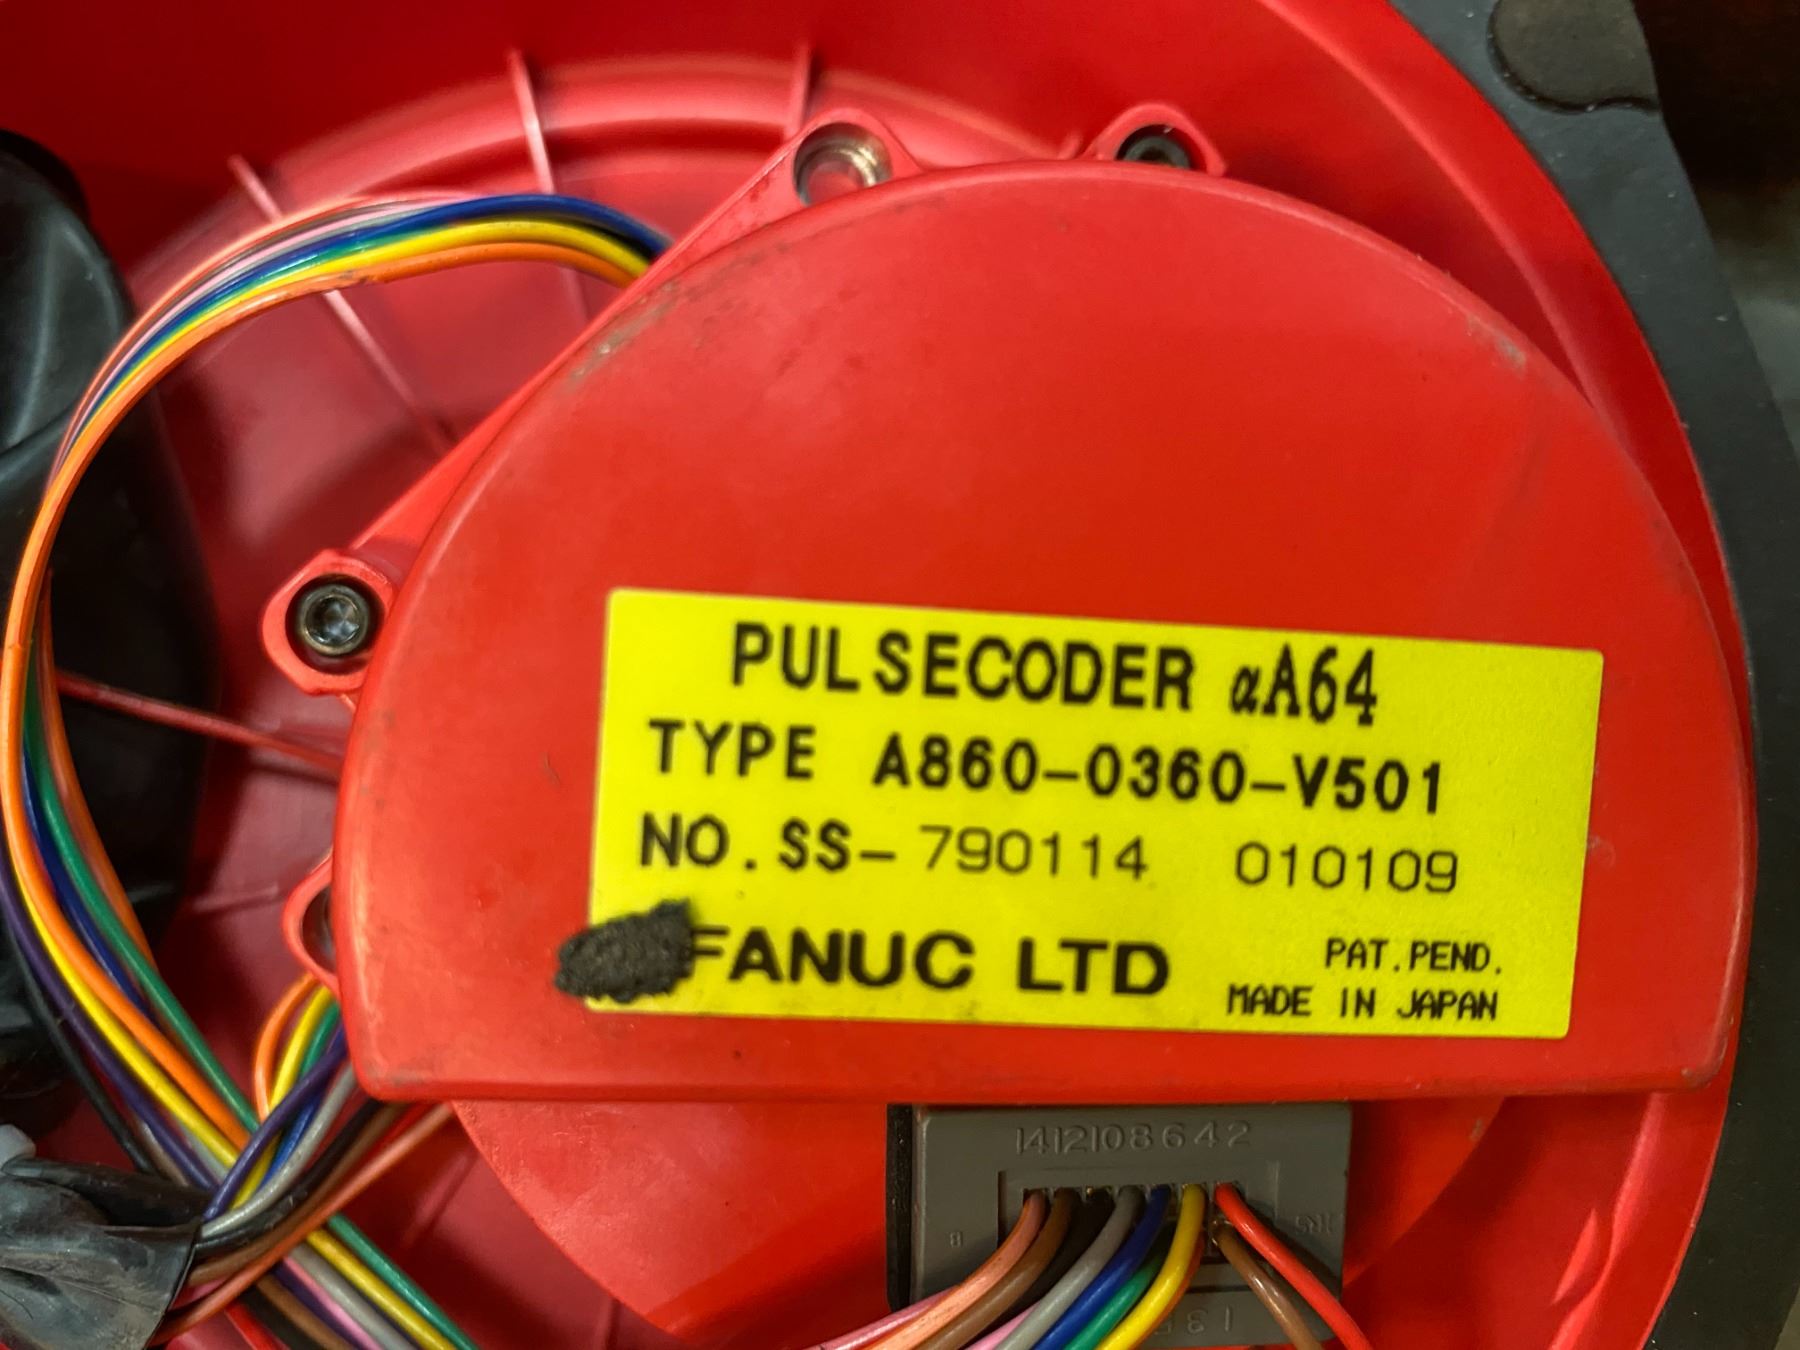 PULSECODER αA64
TYPE A860-0360-V501
NO.SS-790114 010109
FANUC LTD
PAT.PEND.
MADE IN JAPAN
1412108642
B